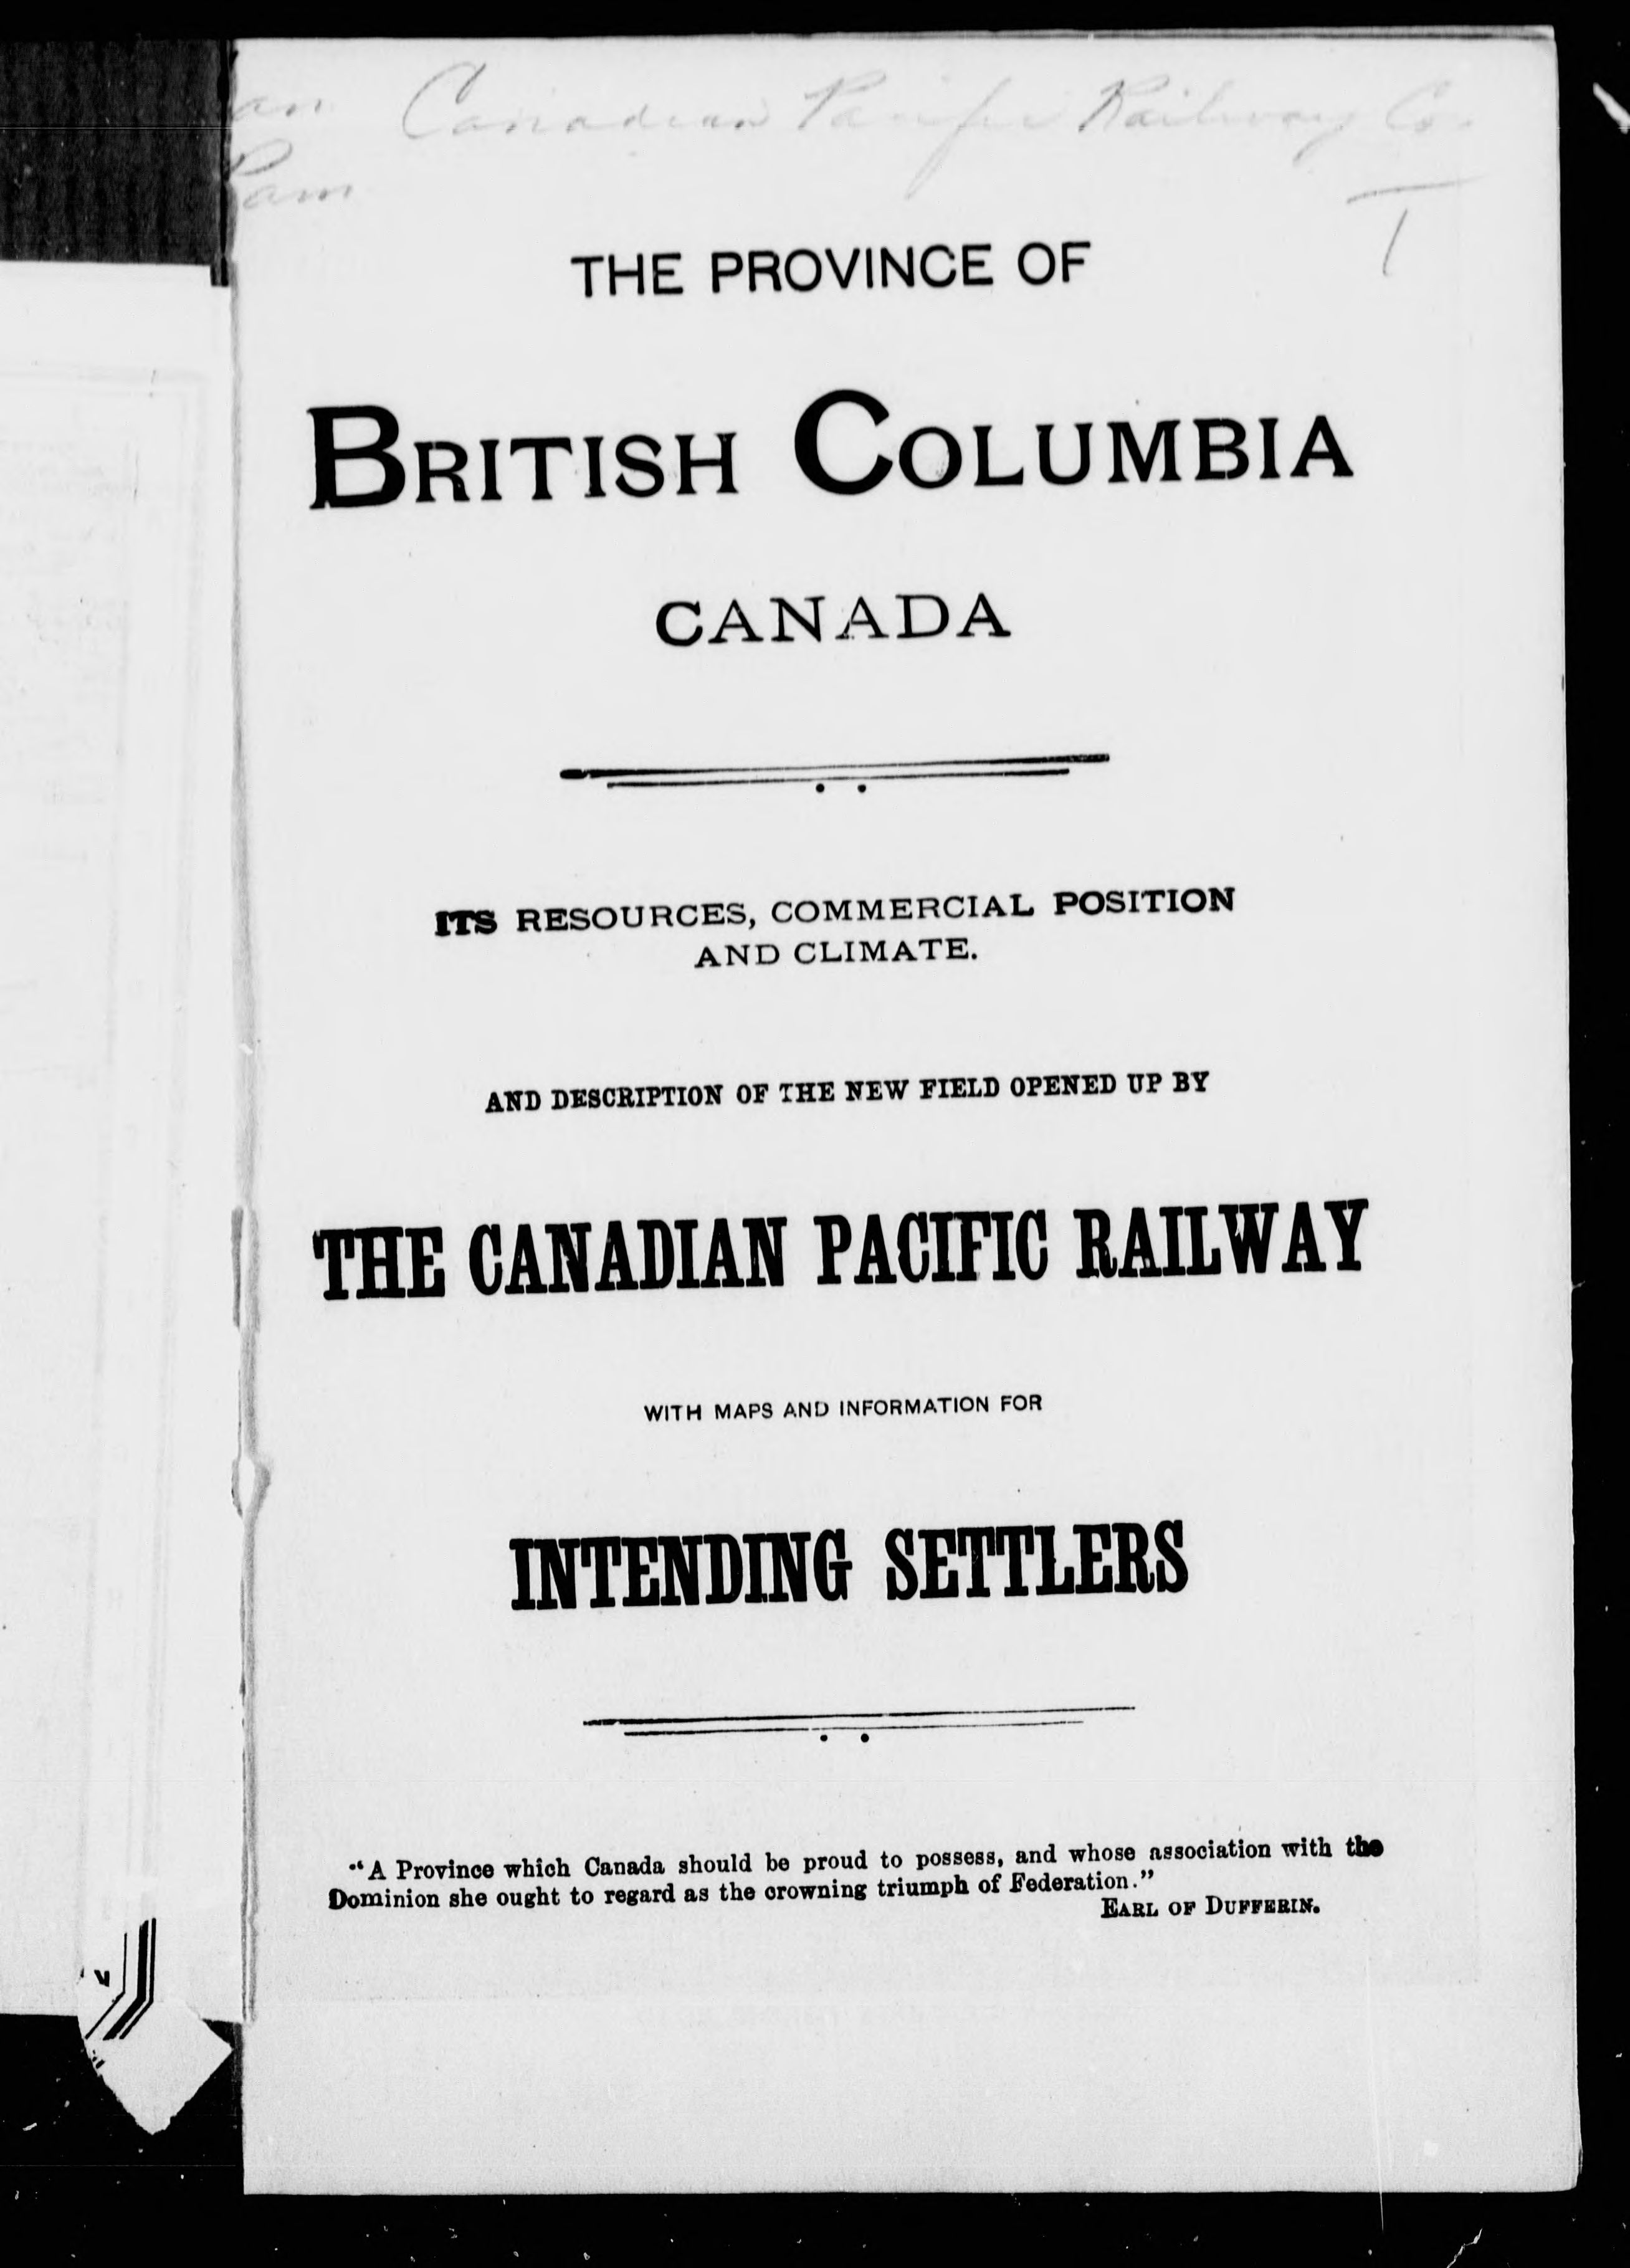 an Canadian Pacific Railway Co.
Pam
THE PROVINCE OF
BRITISH COLUMBIA
CANADA
ITS RESOURCES, COMMERCIAL POSITION
AND CLIMATE.
AND DESCRIPTION OF THE NEW FIELD OPENED UP BY
THE CANADIAN PACIFIC RAILWAY
WITH MAPS AND INFORMATION FOR
INTENDING SETTLERS
"A Province which Canada should be proud to possess, and whose association with the
Dominion she ought to regard as the crowning triumph of Federation."
EARL OF DUFFERIN.